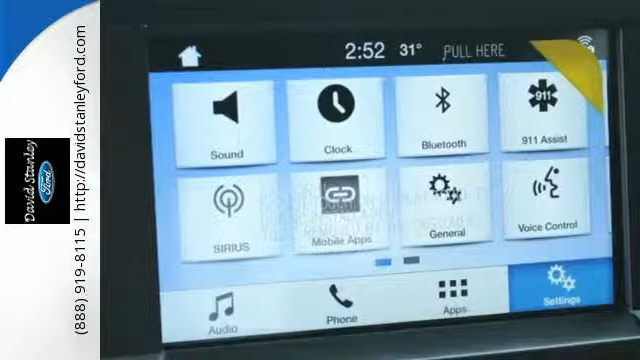 2:52 31° PULL HERE
Sound
Clock
Bluetooth
911
911 Assist
SIRIUS
Mobile Apps
General
Voice Control
Audio
Phone
Apps
Settings
David Stanley
Ford
(888) 919-8115 | http://davidstanleyford.com